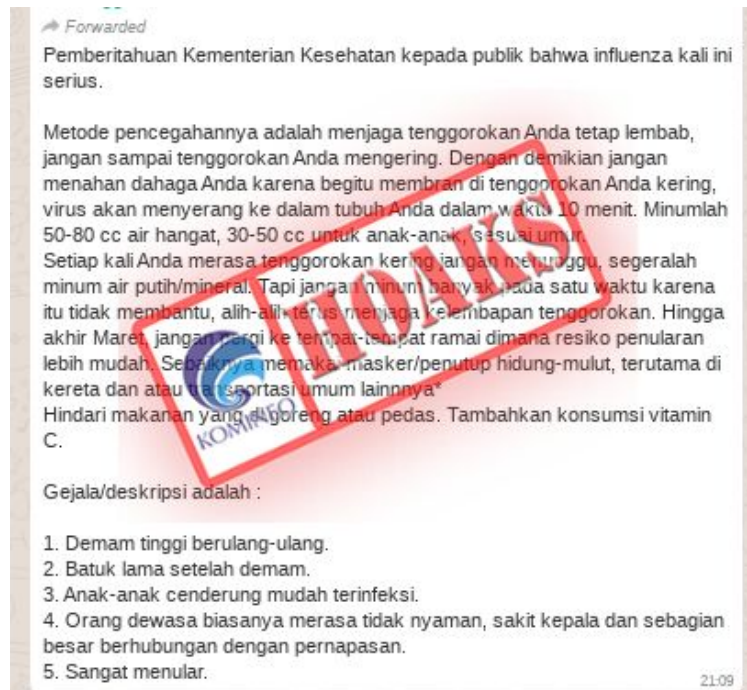 Forwarded
Pemberitahuan Kementerian Kesehatan kepada publik bahwa influenza kali ini
serius.
Metode pencegahannya adalah menjaga tenggorokan Anda tetap lembab,
jangan sampai tenggorokan Anda mengering. Dengan demikian jangan
menahan dahaga Anda karena begitu membran di tenggorokan Anda kering,
virus akan menyerang ke dalam tubuh Anda dalam waktu 10 menit. Minumlah
50-80 cc air hangat, 30-50 cc untuk anak-anak, sesuai umur.
Setiap kali Anda merasa tenggorokan kering jangan menunggu, segeralah
minum air putih/mineral. Tapi jangan minum banyak pada satu waktu karena
itu tidak membantu, alih-alih terus menjaga kelembapan tenggorokan. Hingga
akhir Maret, jangan pergi ke tempat-tempat ramai dimana resiko penularan
lebih mudah. Sebaiknya memakai masker/penutup hidung-mulut, terutama di
kereta dan atau transportasi umum lainnnya*
Hindari makanan yang digoreng atau pedas. Tambahkan konsumsi vitamin
C.
HOAKS
KOMINFO
Gejala/deskripsi adalah :
1. Demam tinggi berulang-ulang.
2. Batuk lama setelah demam.
3. Anak-anak cenderung mudah terinfeksi.
4. Orang dewasa biasanya merasa tidak nyaman, sakit kepala dan sebagian
besar berhubungan dengan pernapasan.
5. Sangat menular.
21:09